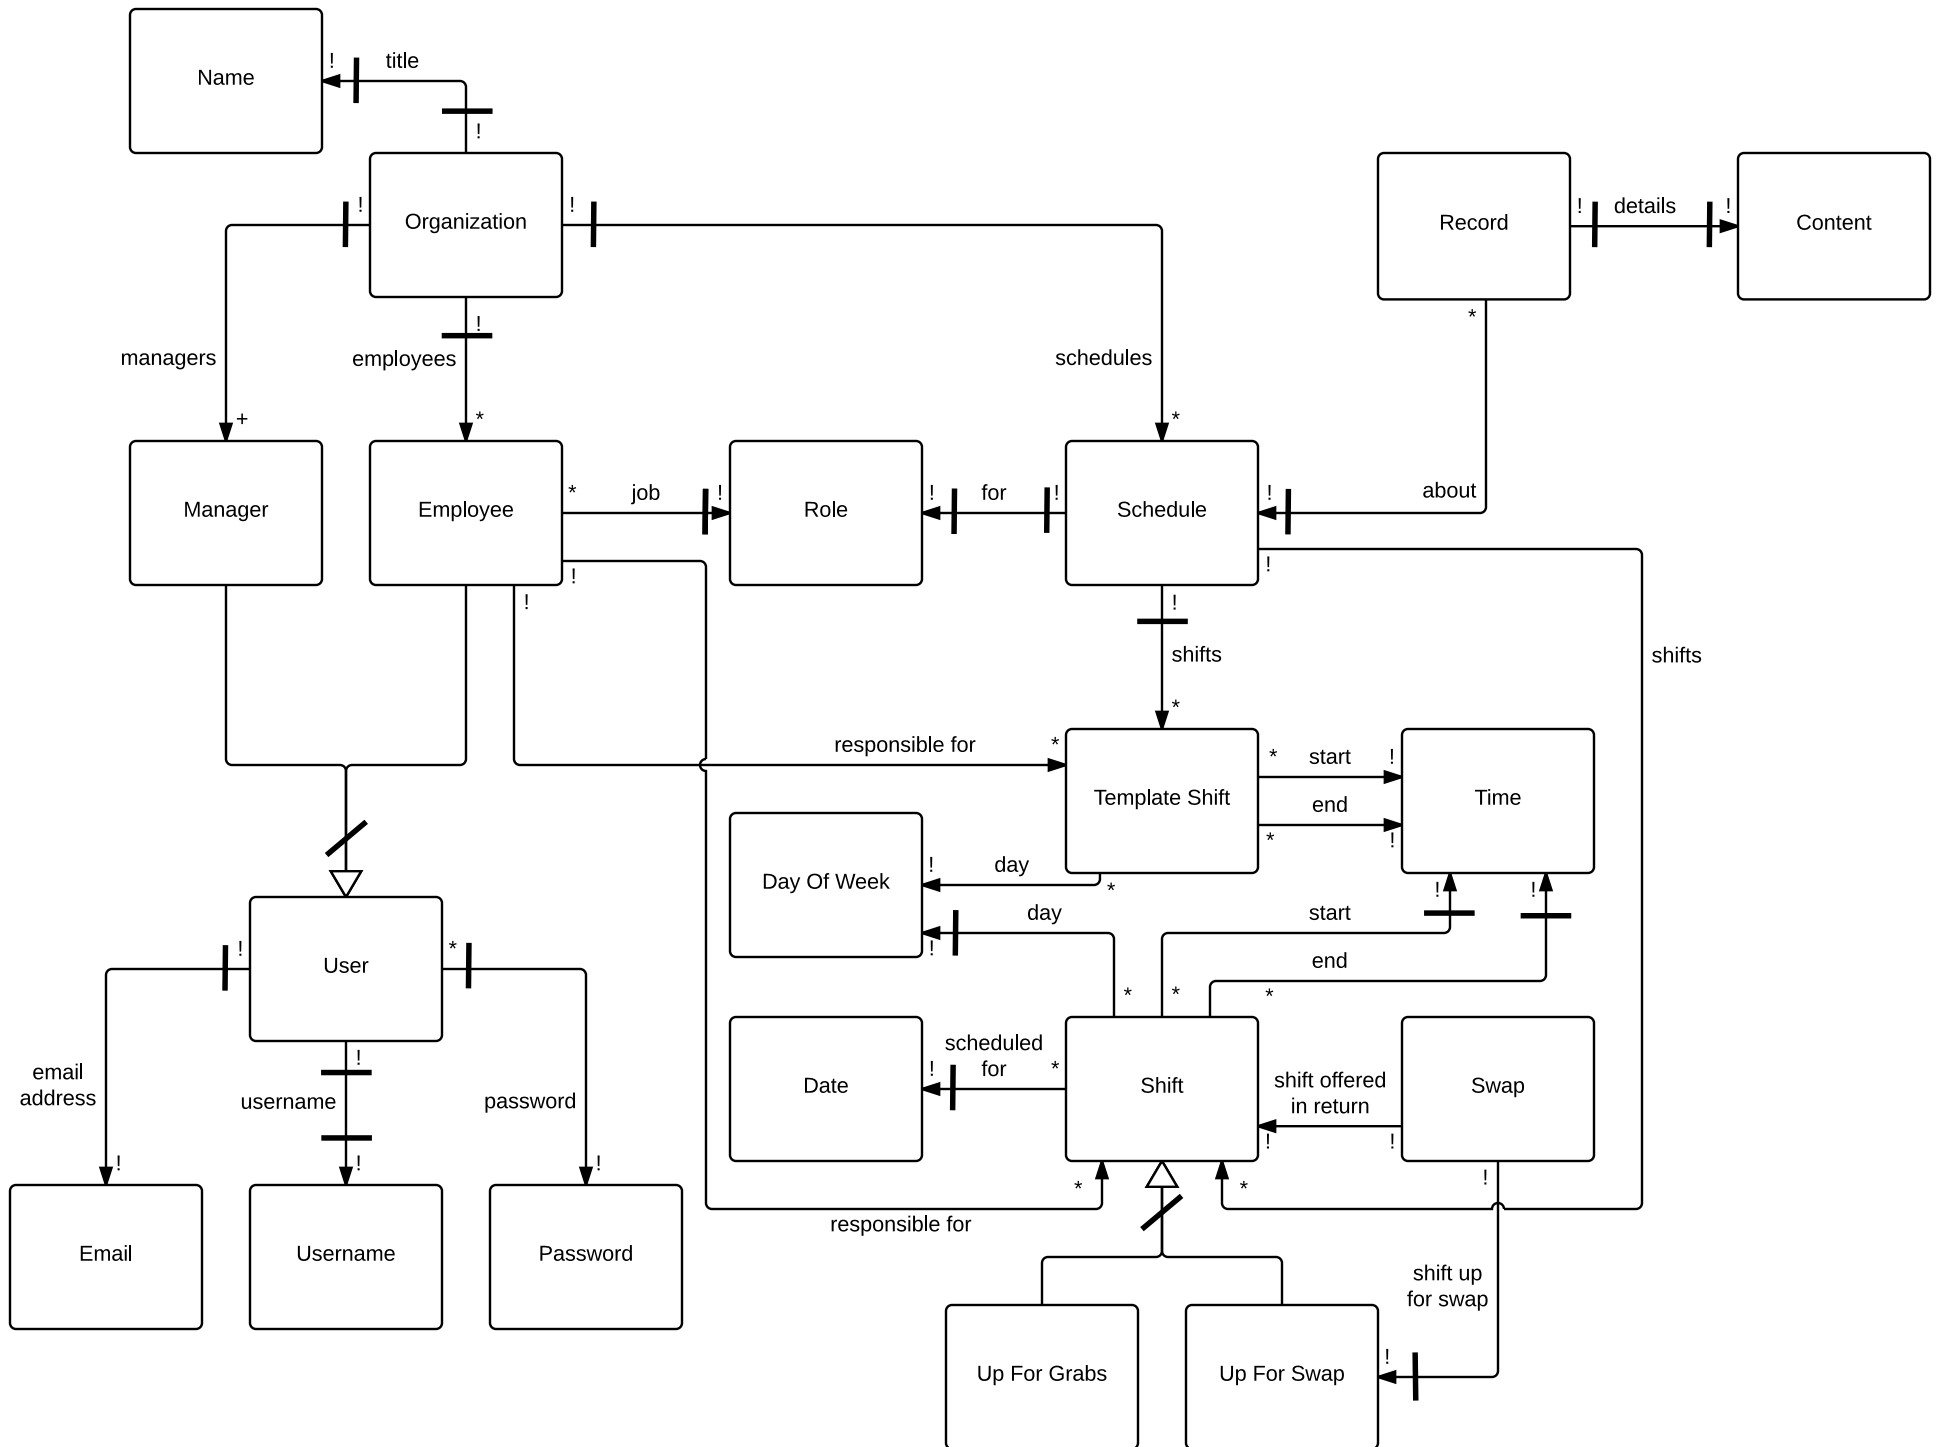 ! title
Name
!
Organization
!
!
!
Record
! details !
Content
*
managers
employees
schedules
+
*
*
about
Manager
Employee
* job !
Role
! for !
Schedule
!
!
!
!
!
shifts
shifts
*
responsible for
*
Template Shift
* start !
end
* !
Time
Day Of Week
! day
*
day
!
start
!
!
end
*
*
*
User
!
*
email
address
!
username
password
!
!
!
Email
Username
Password
Date
scheduled
for
!
*
Shift
shift offered
in return
!
!
Swap
*
*
!
responsible for
shift up
for swap
!
Up For Grabs
Up For Swap